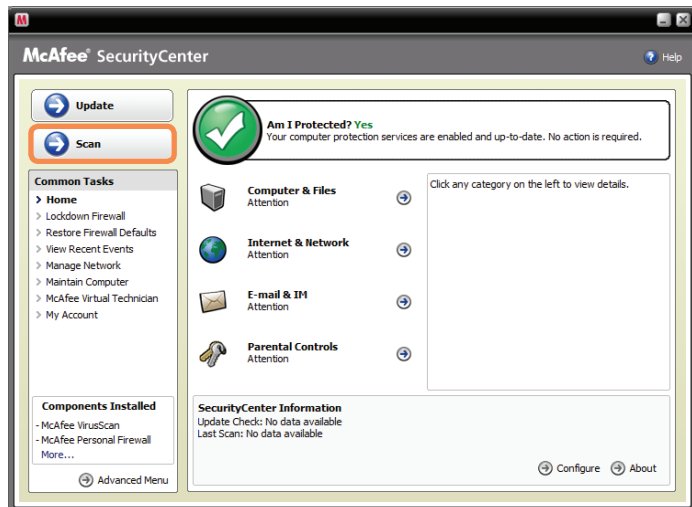 M
McAfee® SecurityCenter
Help
Update
Scan
Common Tasks
Home
Lockdown Firewall
Restore Firewall Defaults
View Recent Events
Manage Network
Maintain Computer
McAfee Virtual Technician
My Account
Components Installed
- McAfee VirusScan
- McAfee Personal Firewall
More...
Advanced Menu
Am I Protected? Yes
Your computer protection services are enabled and up-to-date. No action is required.
Computer & Files
Attention
Internet & Network
Attention
E-mail & IM
Attention
Parental Controls
Attention
Click any category on the left to view details.
SecurityCenter Information
Update Check: No data available
Last Scan: No data available
Configure
About